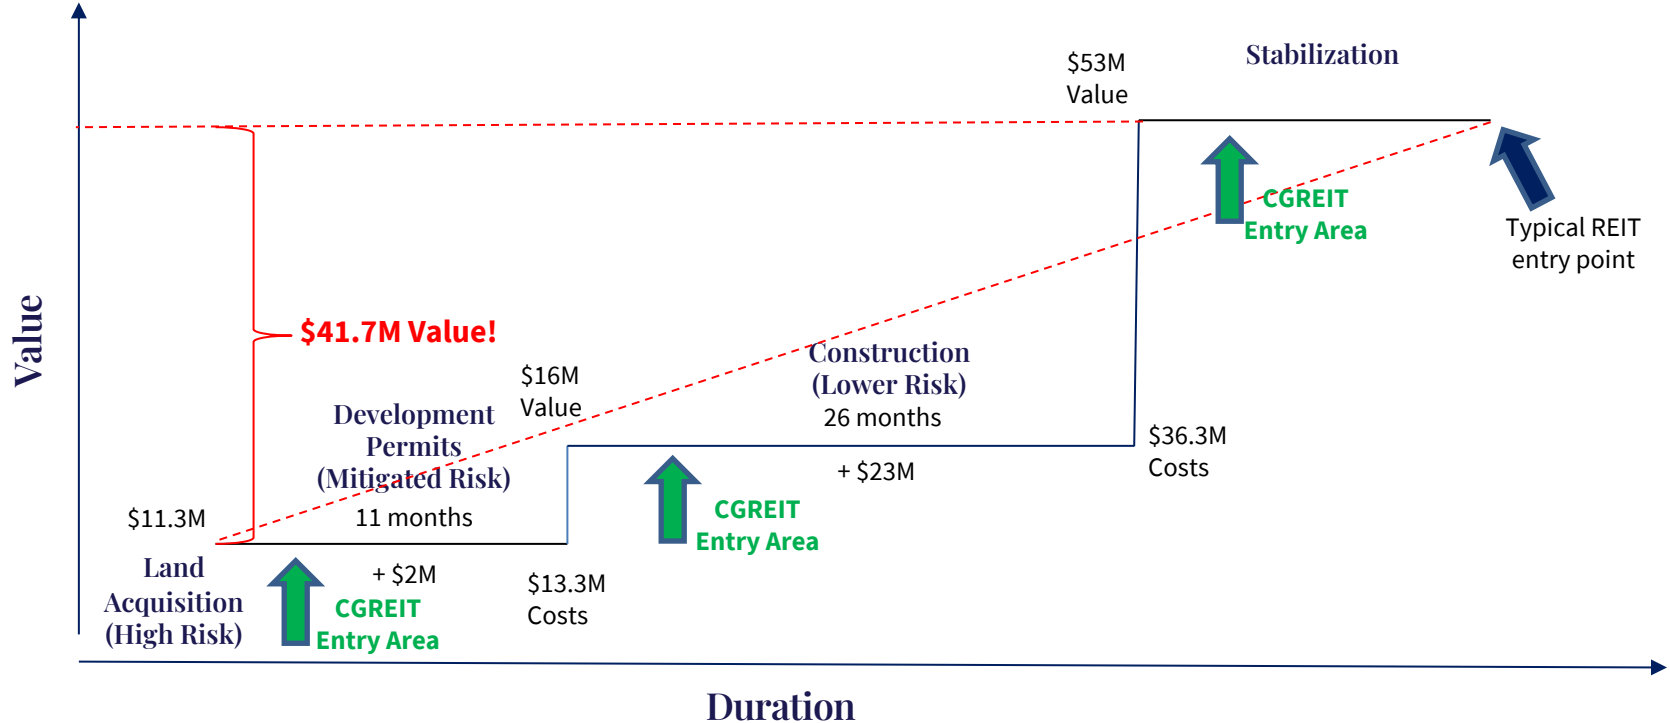 Stabilization
$53M
Value
CGREIT
Entry Area
Typical REIT
entry point
Value
$41.7M Value!
Construction
(Lower Risk)
26 months
+ $23M
$36.3M
Costs
$16M
Value
Development
Permits
(Mitigated Risk)
11 months
+ $2M
CGREIT
Entry Area
$11.3M
Land
Acquisition
(High Risk)
CGREIT
Entry Area
$13.3M
Costs
Duration